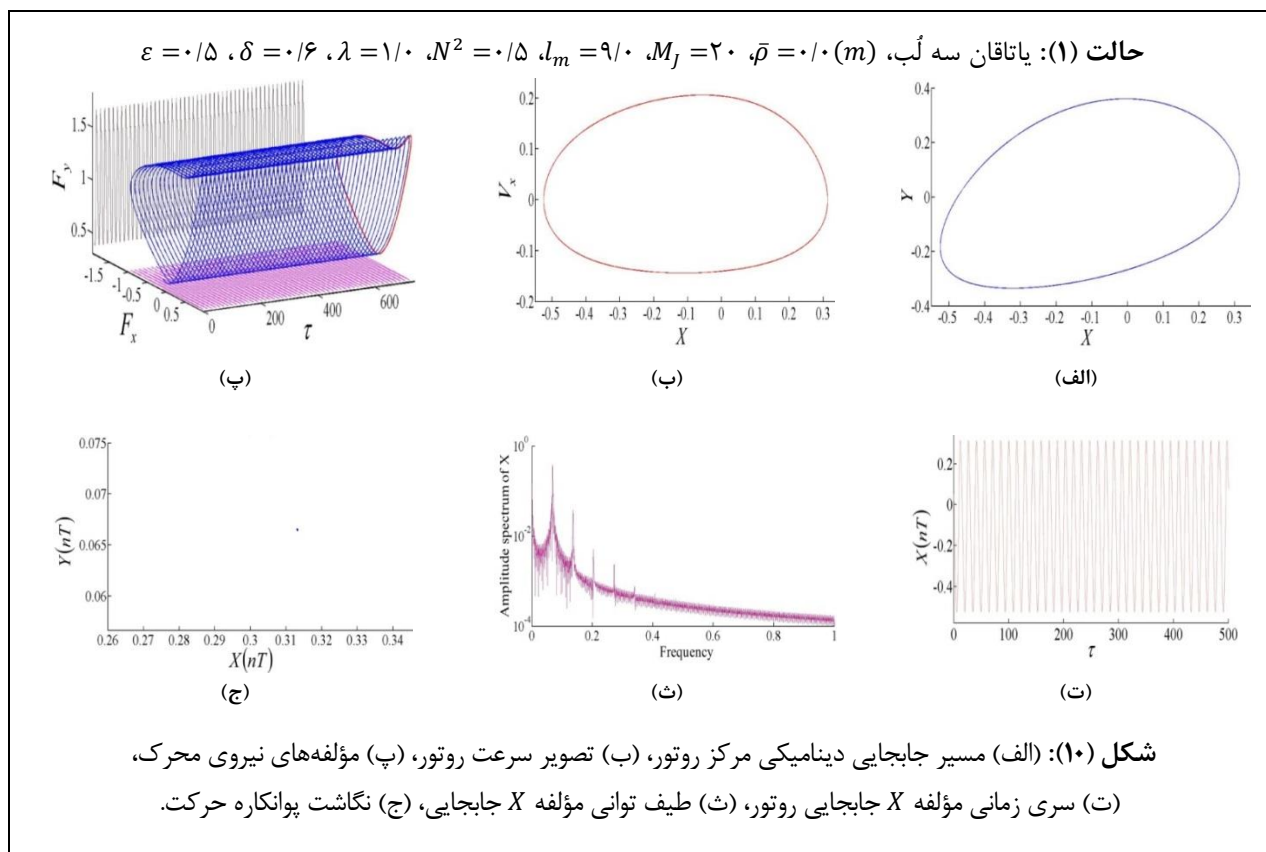 حالت (۱): یاتاقان سه لُب، ε =۰/۵ ، δ =۰/۶ ، λ =۱/۰ ،N² =۰/۵ ،l_m =۹/۰ ،M_J =۲۰ ،ρ̄ =۰/۰(m)
0.4
0.2
0
-0.2
-0.4
Y
-0.5 -0.4 -0.3 -0.2 -0.1 0 0.1 0.2 0.3
X
(الف)
0.3
0.2
0.1
0
-0.1
-0.2
V_x
-0.5 -0.4 -0.3 -0.2 -0.1 0 0.1 0.2 0.3
X
(ب)
1.5
1
0.5
F_y
-1.5 -1 -0.5 0 0.5
F_x
0 200 400 600
τ
(پ)
0.2
0
-0.2
-0.4
X(nT)
0 100 200 300 400 500
τ
(ت)
10⁰
10⁻²
10⁻⁴
Amplitude spectrum of X
0 0.2 0.4 0.6 0.8 1
Frequency
(ث)
0.075
0.07
0.065
0.06
Y(nT)
0.26 0.27 0.28 0.29 0.3 0.31 0.32 0.33 0.34
X(nT)
(ج)
شکل (۱۰): (الف) مسیر جابجایی دینامیکی مرکز روتور، (ب) تصویر سرعت روتور، (پ) مؤلفه‌های نیروی محرک،
(ت) سری زمانی مؤلفه X جابجایی روتور، (ث) طیف توانی مؤلفه X جابجایی، (ج) نگاشت پوانکاره حرکت.